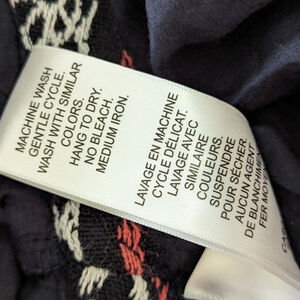 MACHINE WASH
GENTLE CYCLE.
WASH WITH SIMILAR
COLORS.
HANG TO DRY.
NO BLEACH.
MEDIUM IRON.
LAVAGE EN MACHINE
CYCLE DÉLICAT.
LAVAGE AVEC
SIMILAIRE
COULEURS.
SUSPENDRE
POUR SÉCHER.
AUCUN AGENT
DE BLANCHIMENT.
FER MOY